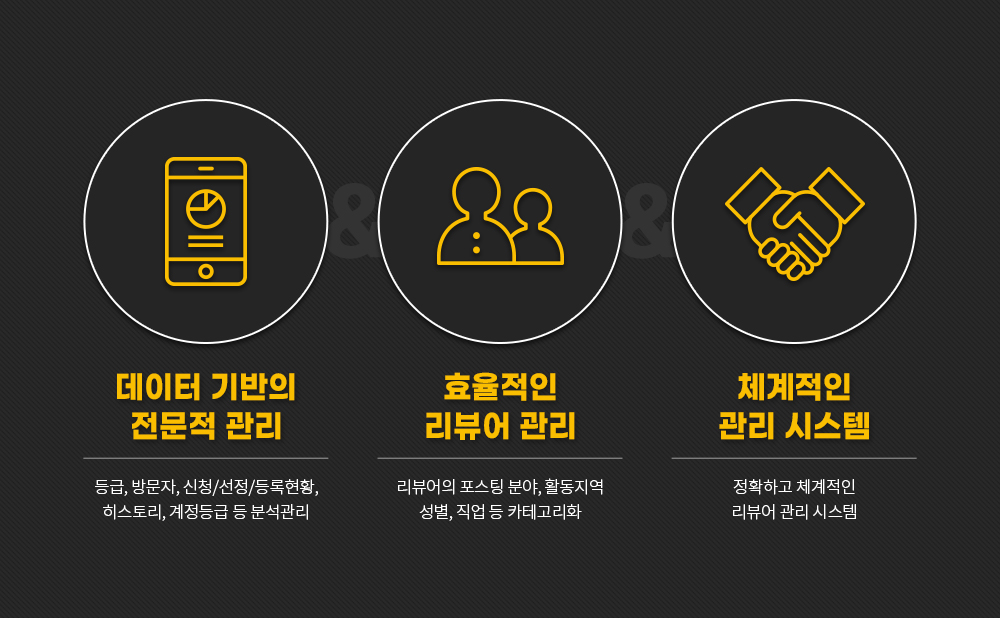 &
&
데이터 기반의
전문적 관리
등급, 방문자, 신청/선정/등록현황,
히스토리, 계정등급 등 분석관리
효율적인
리뷰어 관리
리뷰어의 포스팅 분야, 활동지역
성별, 직업 등 카테고리화
체계적인
관리 시스템
정확하고 체계적인
리뷰어 관리 시스템